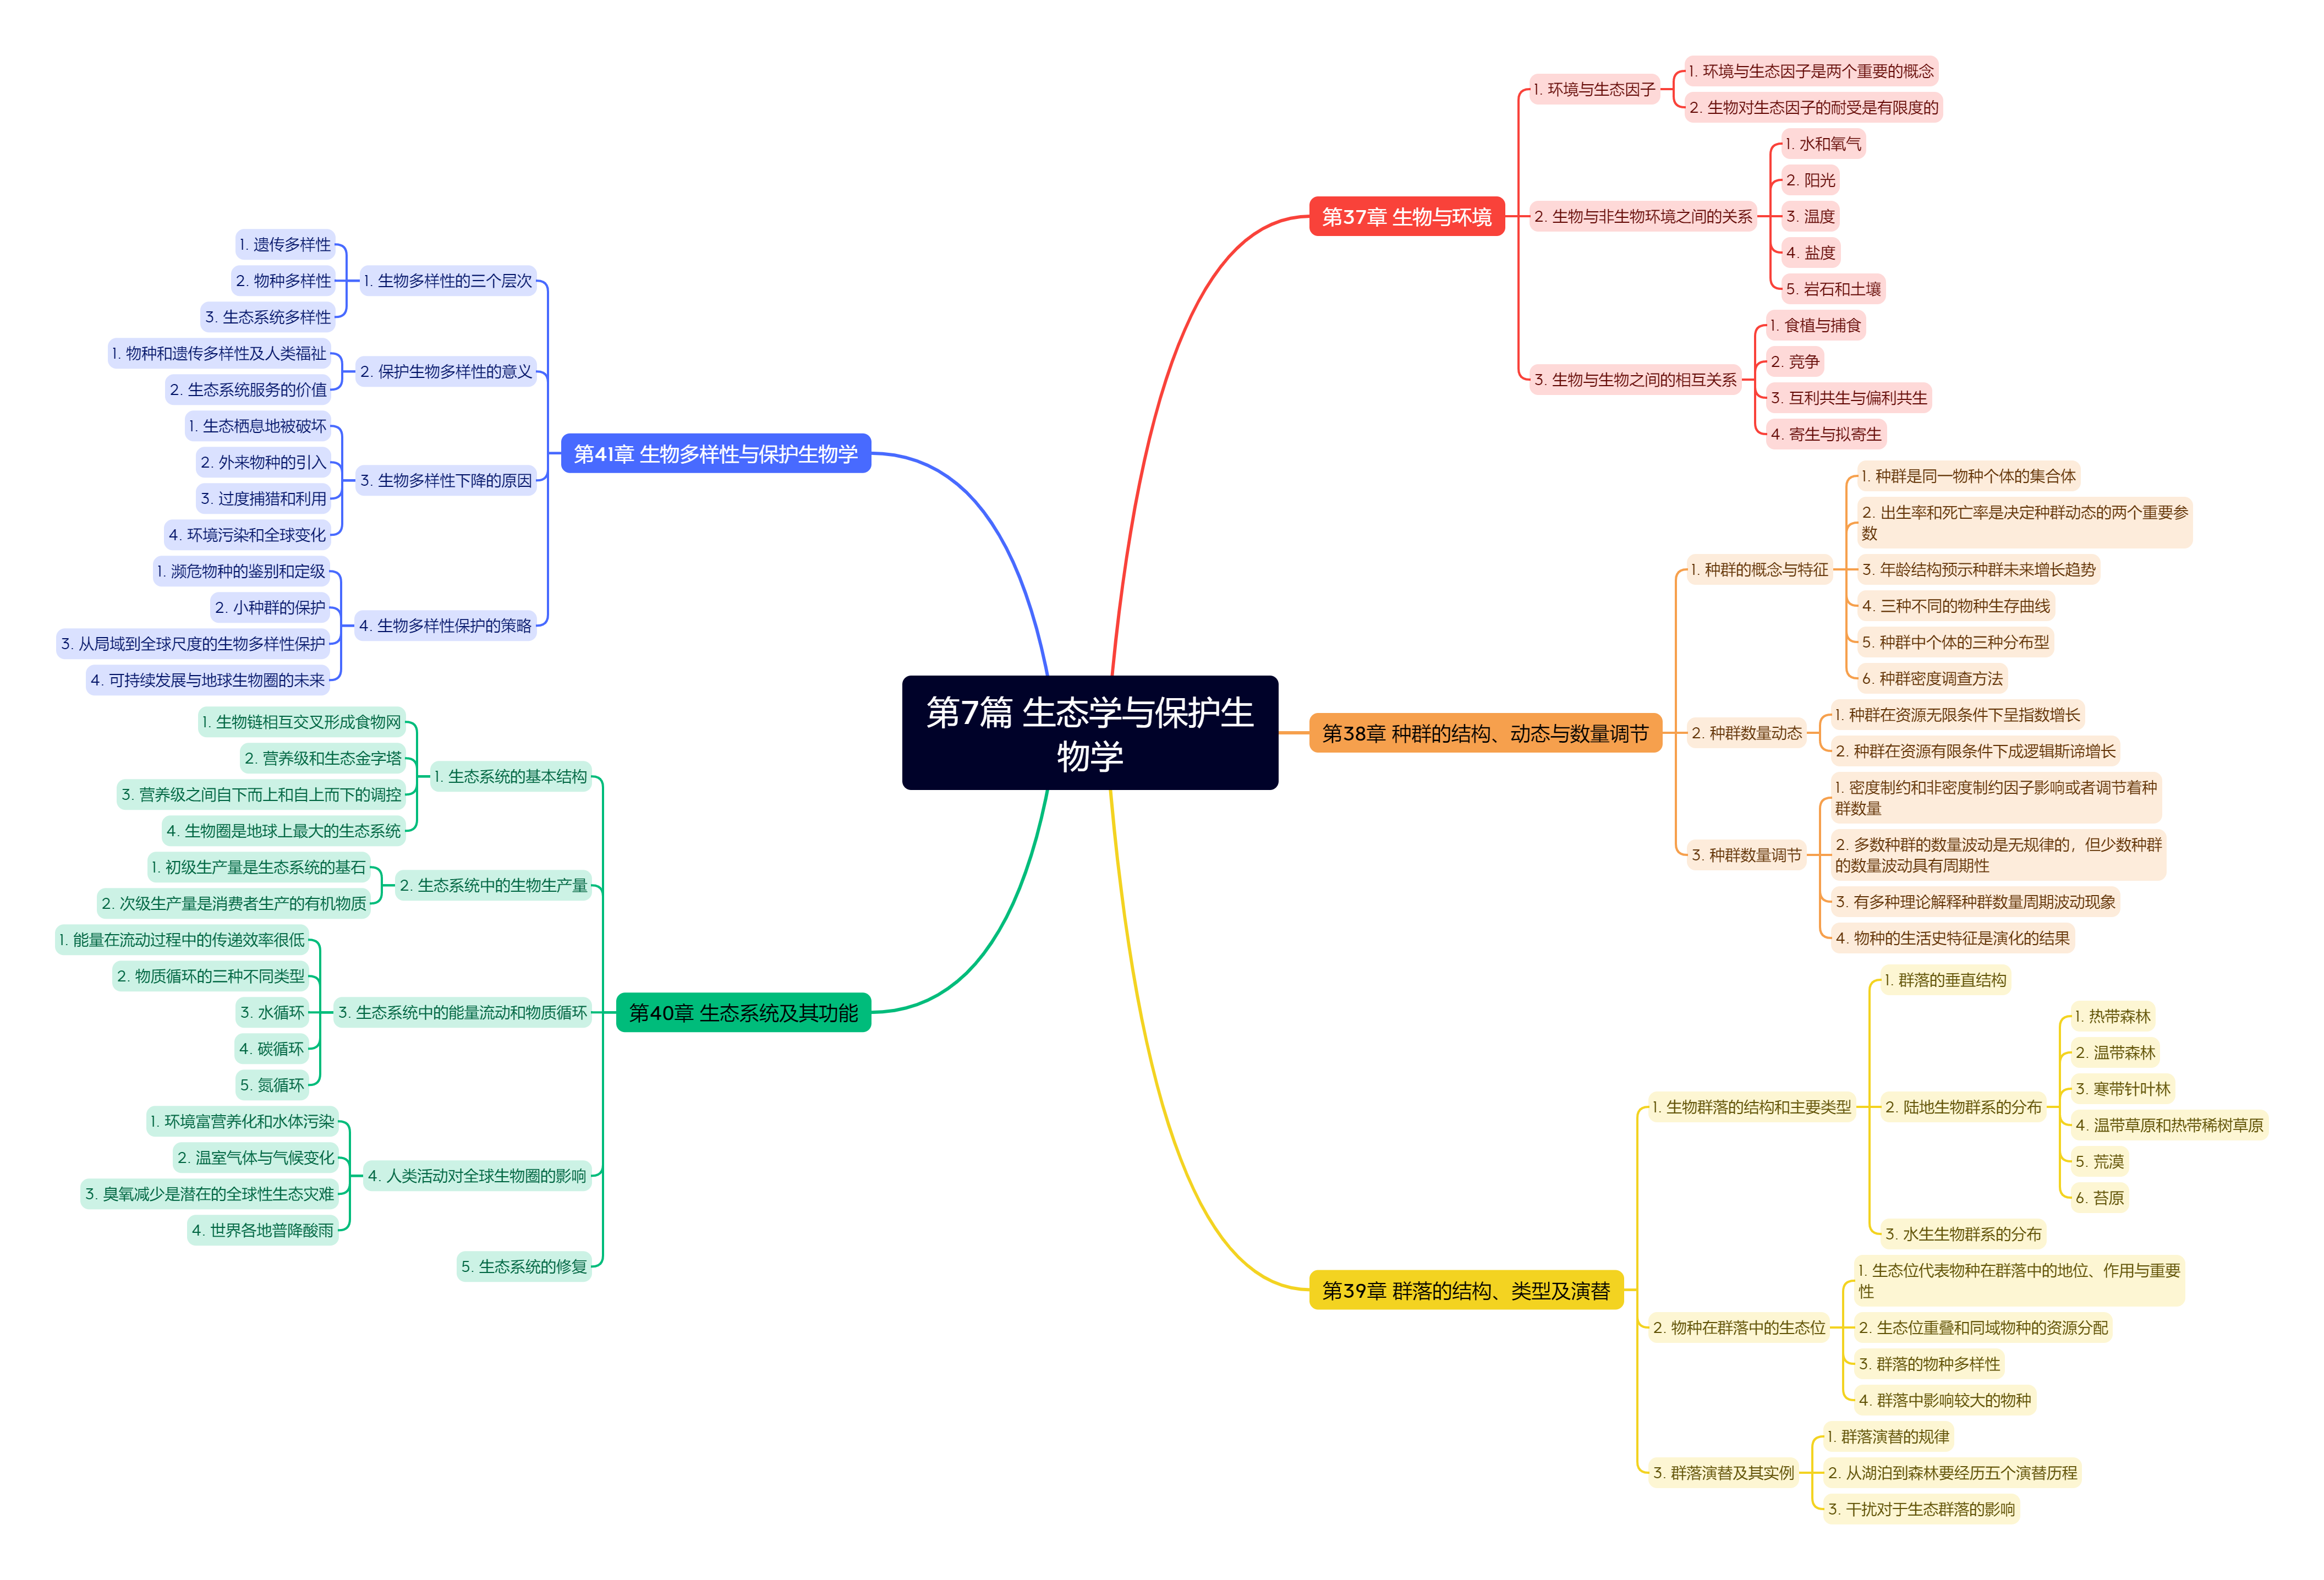 第7篇 生态学与保护生
物学
第37章 生物与环境
1. 环境与生态因子
1. 环境与生态因子是两个重要的概念
2. 生物对生态因子的耐受是有限度的
2. 生物与非生物环境之间的关系
1. 水和氧气
2. 阳光
3. 温度
4. 盐度
5. 岩石和土壤
3. 生物与生物之间的相互关系
1. 食植与捕食
2. 竞争
3. 互利共生与偏利共生
4. 寄生与拟寄生
第38章 种群的结构、动态与数量调节
1. 种群的概念与特征
1. 种群是同一物种个体的集合体
2. 出生率和死亡率是决定种群动态的两个重要参
数
3. 年龄结构预示种群未来增长趋势
4. 三种不同的物种生存曲线
5. 种群中个体的三种分布型
6. 种群密度调查方法
2. 种群数量动态
1. 种群在资源无限条件下呈指数增长
2. 种群在资源有限条件下成逻辑斯谛增长
3. 种群数量调节
1. 密度制约和非密度制约因子影响或者调节着种
群数量
2. 多数种群的数量波动是无规律的，但少数种群
的数量波动具有周期性
3. 有多种理论解释种群数量周期波动现象
4. 物种的生活史特征是演化的结果
第39章 群落的结构、类型及演替
1. 生物群落的结构和主要类型
1. 群落的垂直结构
2. 陆地生物群系的分布
1. 热带森林
2. 温带森林
3. 寒带针叶林
4. 温带草原和热带稀树草原
5. 荒漠
6. 苔原
3. 水生生物群系的分布
2. 物种在群落中的生态位
1. 生态位代表物种在群落中的地位、作用与重要
性
2. 生态位重叠和同域物种的资源分配
3. 群落的物种多样性
4. 群落中影响较大的物种
3. 群落演替及其实例
1. 群落演替的规律
2. 从湖泊到森林要经历五个演替历程
3. 干扰对于生态群落的影响
第40章 生态系统及其功能
1. 生态系统的基本结构
1. 生物链相互交叉形成食物网
2. 营养级和生态金字塔
3. 营养级之间自下而上和自上而下的调控
4. 生物圈是地球上最大的生态系统
2. 生态系统中的生物生产量
1. 初级生产量是生态系统的基石
2. 次级生产量是消费者生产的有机物质
3. 生态系统中的能量流动和物质循环
1. 能量在流动过程中的传递效率很低
2. 物质循环的三种不同类型
3. 水循环
4. 碳循环
5. 氮循环
4. 人类活动对全球生物圈的影响
1. 环境富营养化和水体污染
2. 温室气体与气候变化
3. 臭氧减少是潜在的全球性生态灾难
4. 世界各地普降酸雨
5. 生态系统的修复
第41章 生物多样性与保护生物学
1. 生物多样性的三个层次
1. 遗传多样性
2. 物种多样性
3. 生态系统多样性
2. 保护生物多样性的意义
1. 物种和遗传多样性及人类福祉
2. 生态系统服务的价值
3. 生物多样性下降的原因
1. 生态栖息地被破坏
2. 外来物种的引入
3. 过度捕猎和利用
4. 环境污染和全球变化
4. 生物多样性保护的策略
1. 濒危物种的鉴别和定级
2. 小种群的保护
3. 从局域到全球尺度的生物多样性保护
4. 可持续发展与地球生物圈的未来